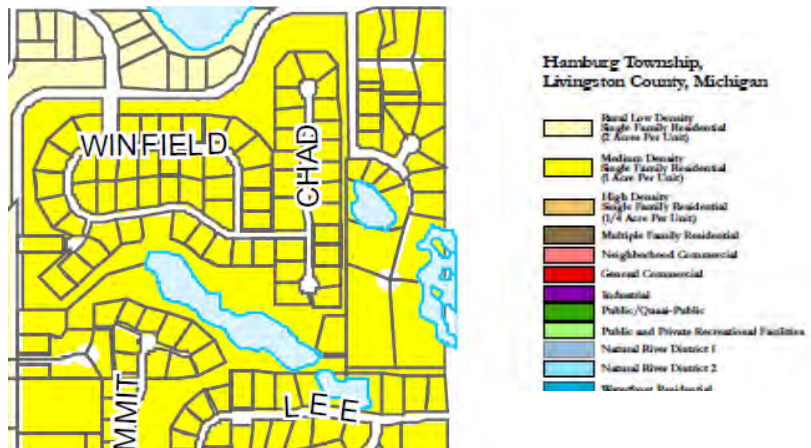 WINFIELD
CHAD
MMIT
LEE
Hamburg Township,
Livingston County, Michigan
Rural Low Density
Single Family Residential
(2 Acre Per Unit)
Medium Density
Single Family Residential
(1 Acre Per Unit)
High Density
Single Family Residential
(1/4 Acre Per Unit)
Multiple Family Residential
Neighborhood Commercial
General Commercial
Industrial
Public/Quasi-Public
Public and Private Recreational Facilities
Natural River District 1
Natural River District 2
Waterfront Residential